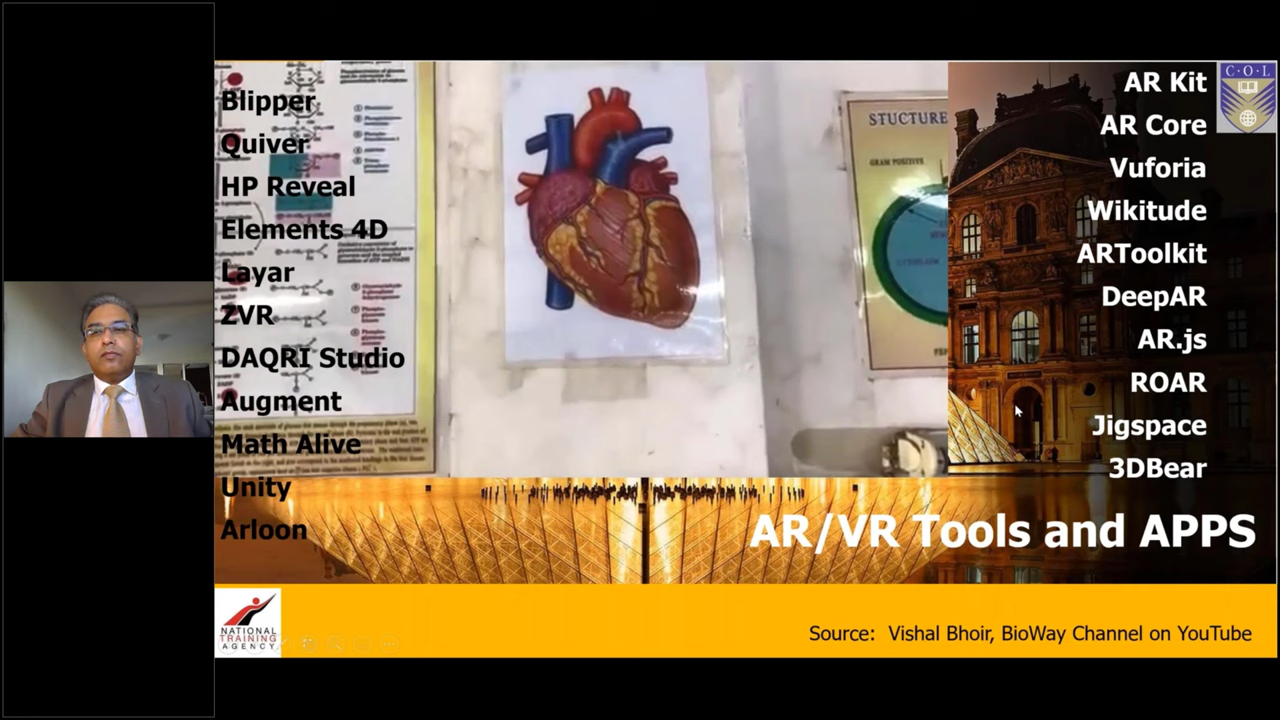 Blipper
Quiver
HP Reveal
Elements 4D
Layar
ZVR
DAQRI Studio
Augment
Math Alive
Unity
Arloon
STUCTURE
GRAM POSITIVE
C·O·L
AR Kit
AR Core
Vuforia
Wikitude
ARToolkit
DeepAR
AR.js
ROAR
Jigspace
3DBear
AR/VR Tools and APPS
NATIONAL
TRAINING
AGENCY
Source: Vishal Bhoir, BioWay Channel on YouTube